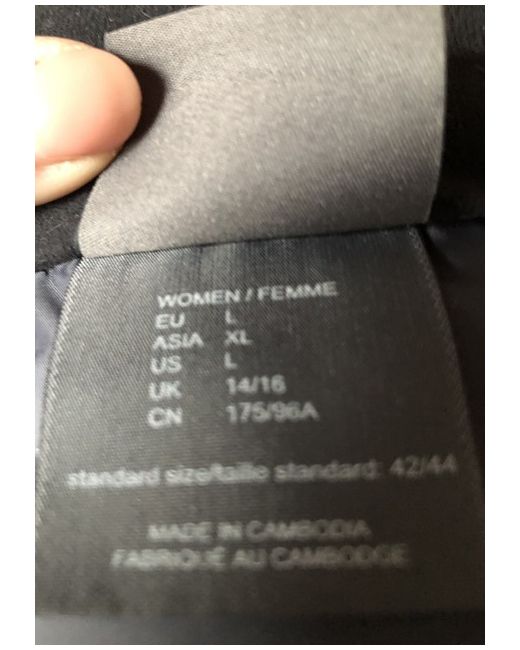 WOMEN / FEMME
EU L
ASIA XL
US L
UK 14/16
CN 175/96A
standard size/taille standard: 42/44
MADE IN CAMBODIA
FABRIQUÉ AU CAMBODGE